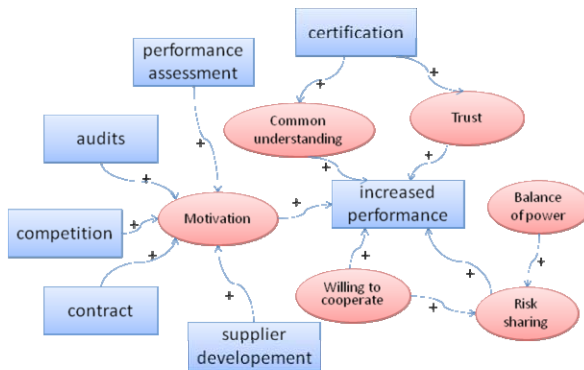 certification
performance
assessment
+
+
Common
understanding
Trust
audits
+
+
+
+
increased
performance
Balance
of power
Motivation
+
competition
+
+
+
+
contract
+
+
Willing to
cooperate
+
Risk
sharing
supplier
developement